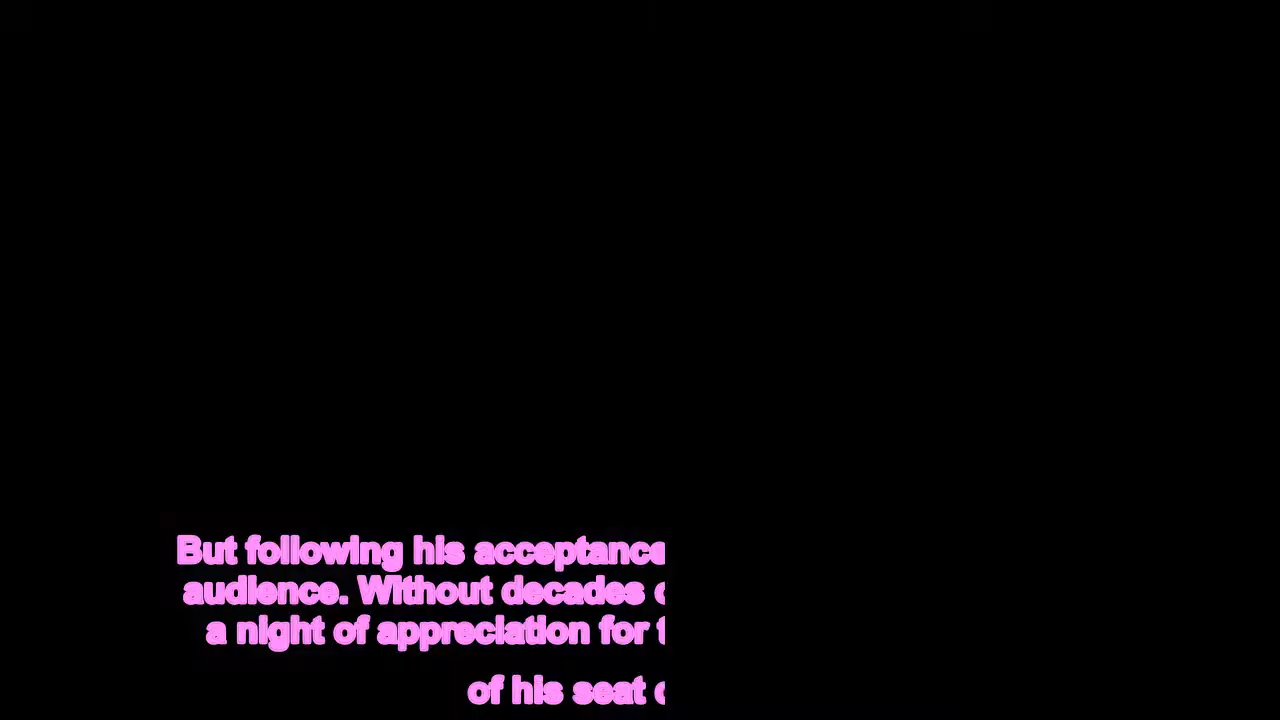 But following his acceptance
audience. Without decades
a night of appreciation for
of his seat